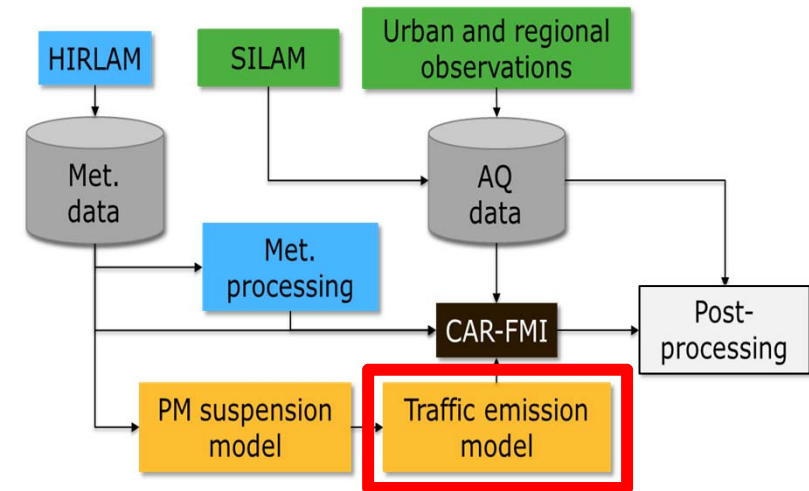 HIRLAM
SILAM
Urban and regional
observations
Met.
data
AQ
data
Met.
processing
CAR-FMI
Post-
processing
PM suspension
model
Traffic emission
model